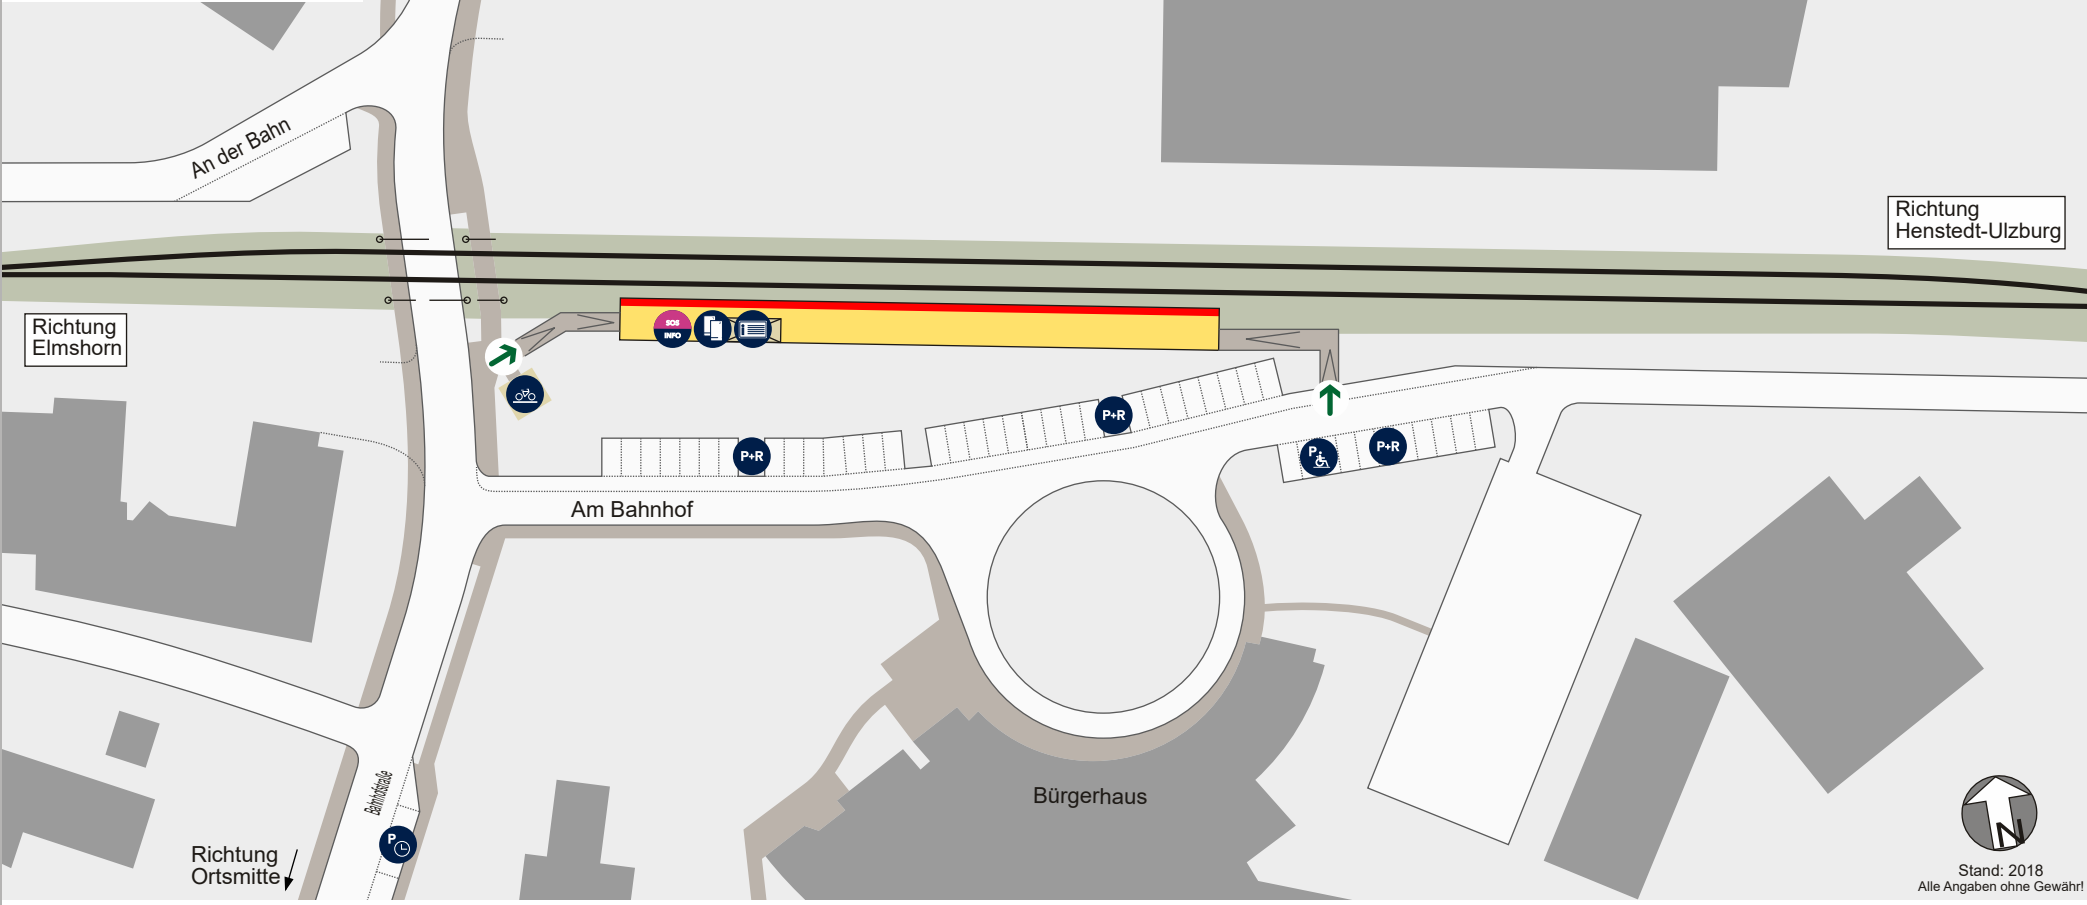 An der Bahn
Richtung
Henstedt-Ulzburg
Richtung
Elmshorn
SOS
INFO
P+R
P+R
P+R
P
Am Bahnhof
Bürgerhaus
Bahnhofstraße
P
Richtung
Ortsmitte
N
Stand: 2018
Alle Angaben ohne Gewähr!